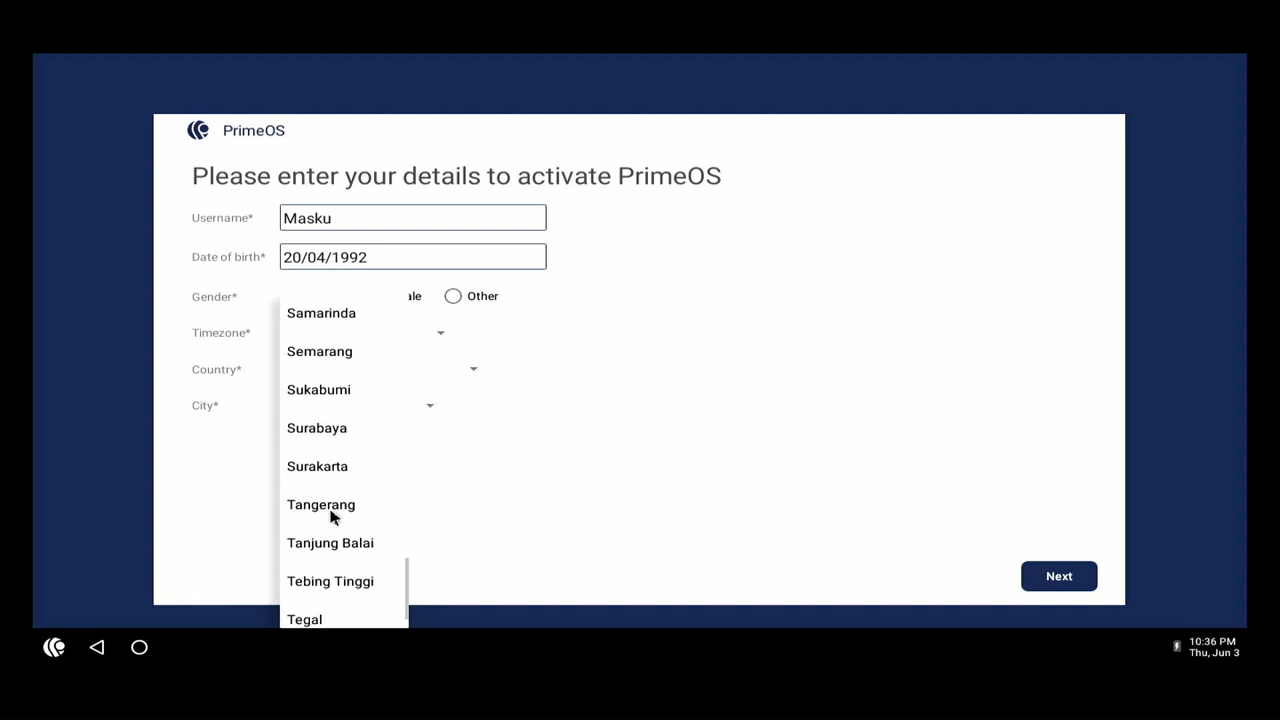 PrimeOS
Please enter your details to activate PrimeOS
Username* Masku
Date of birth* 20/04/1992
Gender* Other
Timezone*
Country*
City*
Samarinda
Semarang
Sukabumi
Surabaya
Surakarta
Tangerang
Tanjung Balai
Tebing Tinggi
Tegal
Next
10:36 PM
Thu, Jun 3